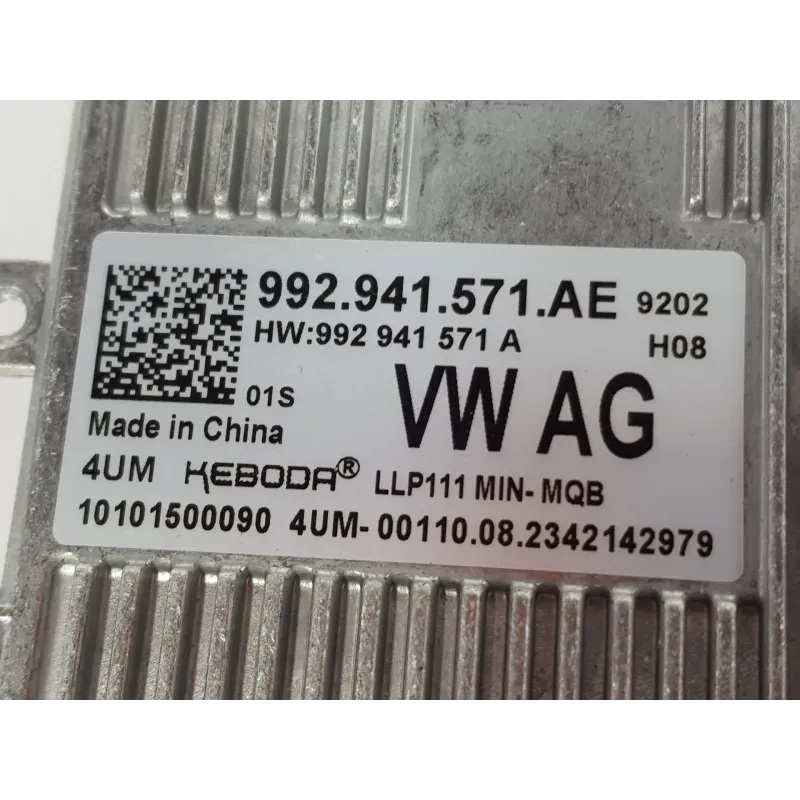 992.941.571.AE 9202
HW:992 941 571 A H08
01S VW AG
Made in China
4UM KEBODA® LLP111 MIN- MQB
10101500090 4UM- 00110.08.2342142979